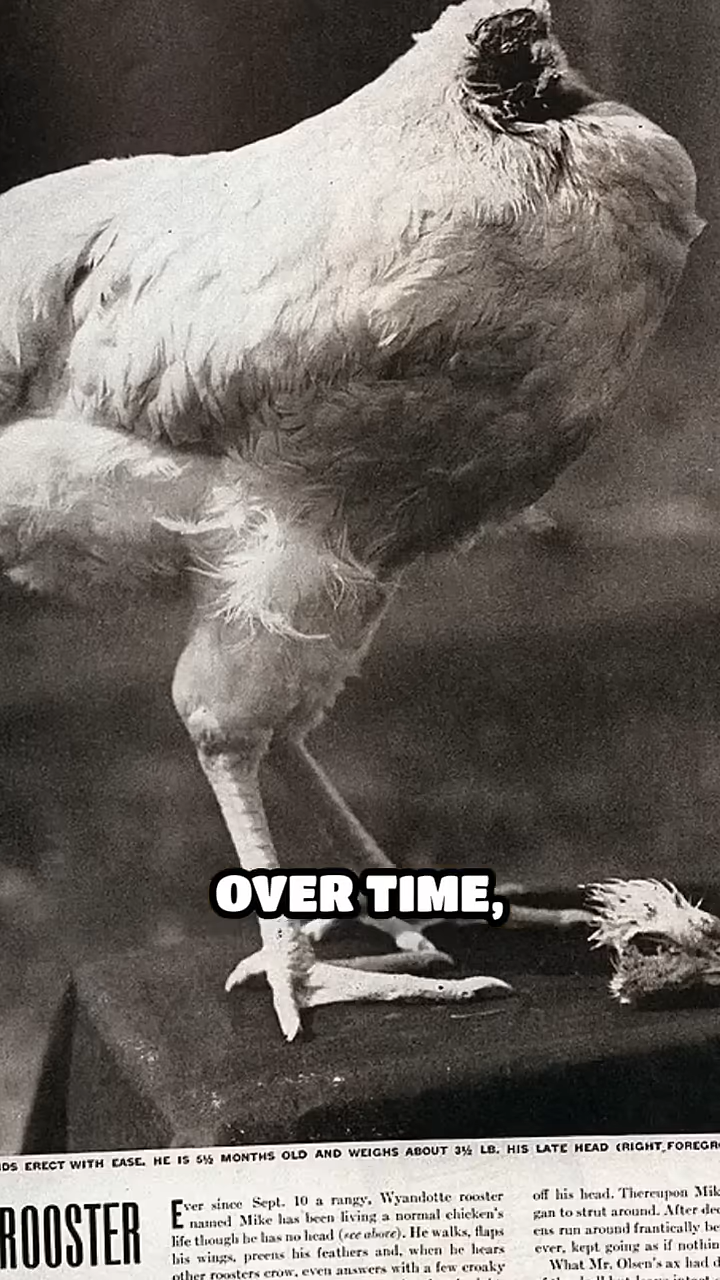 OVER TIME,
DS ERECT WITH EASE. HE IS 5½ MONTHS OLD AND WEIGHS ABOUT 3½ LB. HIS LATE HEAD (RIGHT FOREGR
ROOSTER
Ever since Sept. 10 a rangy, Wyandotte rooster
named Mike has been living a normal chicken's
life though he has no head (see above). He walks, flaps
his wings, preens his feathers and, when he hears
other roosters crow, even answers with a few croaky
off his head. Thereupon Mik
gan to strut around. After dec
ens run around frantically be
ever, kept going as if nothin
What Mr. Olsen's ax had d